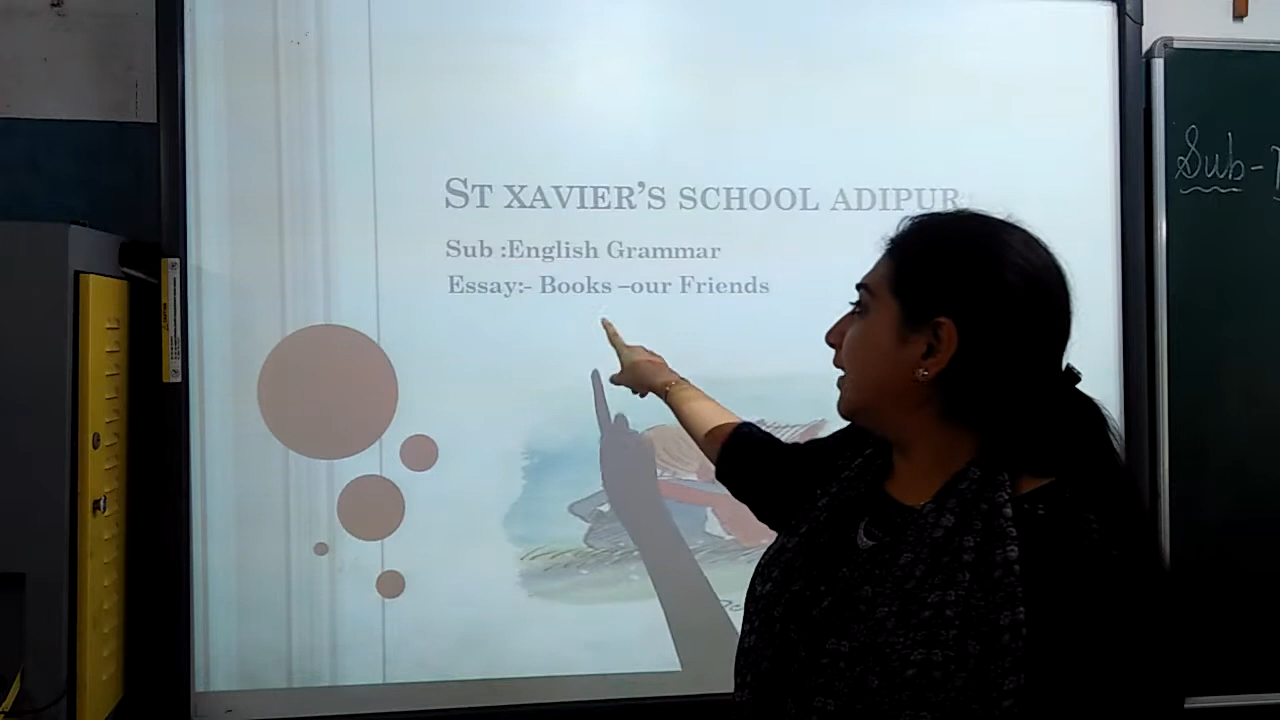 ST XAVIER'S SCHOOL ADIPUR
Sub :English Grammar
Essay:- Books –our Friends
Sub-